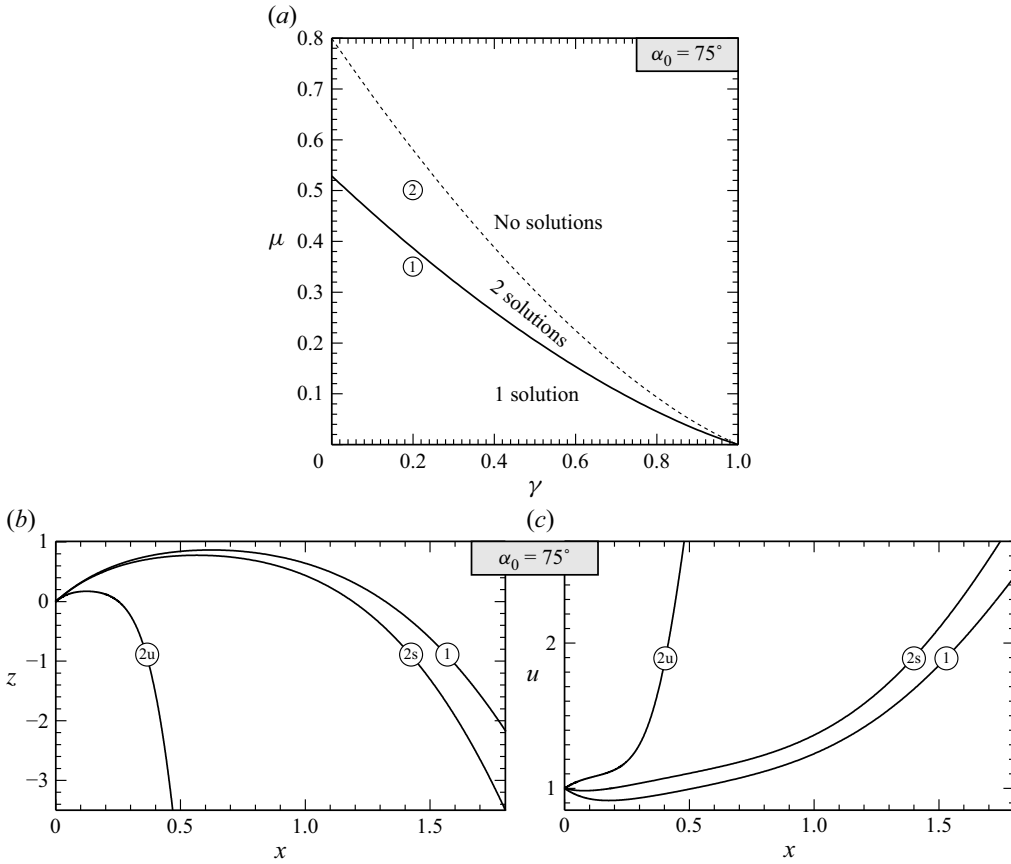 (a)
0.8
0.7
0.6
0.5
0.4
0.3
0.2
0.1
μ
α0 = 75°
2
1
No solutions
2 solutions
1 solution
0 0.2 0.4 0.6 0.8 1.0
γ
(b)
1
0
−1
−2
−3
z
2u 2s 1
0 0.5 1.0 1.5
x
α0 = 75°
(c)
2
1
u
2u 2s 1
0 0.5 1.0 1.5
x